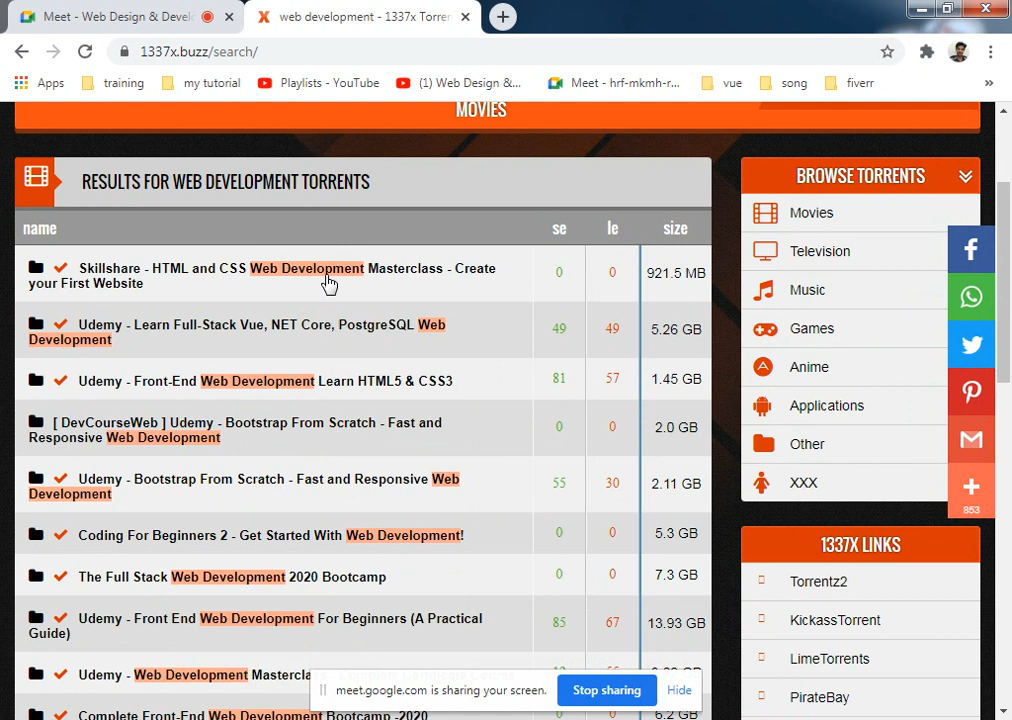 Meet - Web Design & Devel
web development - 1337x Torren
1337x.buzz/search/
Apps
training
my tutorial
Playlists - YouTube
(1) Web Design &...
Meet - hrf-mkmh-r...
vue
song
fiverr
»
MOVIES
RESULTS FOR WEB DEVELOPMENT TORRENTS
name se le size
Skillshare - HTML and CSS Web Development Masterclass - Create
your First Website
0 0 921.5 MB
Udemy - Learn Full-Stack Vue, NET Core, PostgreSQL Web
Development
49 49 5.26 GB
Udemy - Front-End Web Development Learn HTML5 & CSS3
81 57 1.45 GB
[ DevCourseWeb ] Udemy - Bootstrap From Scratch - Fast and
Responsive Web Development
0 0 2.0 GB
Udemy - Bootstrap From Scratch - Fast and Responsive Web
Development
55 30 2.11 GB
Coding For Beginners 2 - Get Started With Web Development!
0 0 5.3 GB
The Full Stack Web Development 2020 Bootcamp
0 0 7.3 GB
Udemy - Front End Web Development For Beginners (A Practical
Guide)
85 67 13.93 GB
Udemy - Web Development Mastercla
Complete Front-End Web Development Bootcamp -2020
6.2 GB
BROWSE TORRENTS
Movies
Television
Music
Games
Anime
Applications
Other
XXX
853
1337X LINKS
Torrentz2
KickassTorrent
LimeTorrents
PirateBay
meet.google.com is sharing your screen.
Stop sharing
Hide